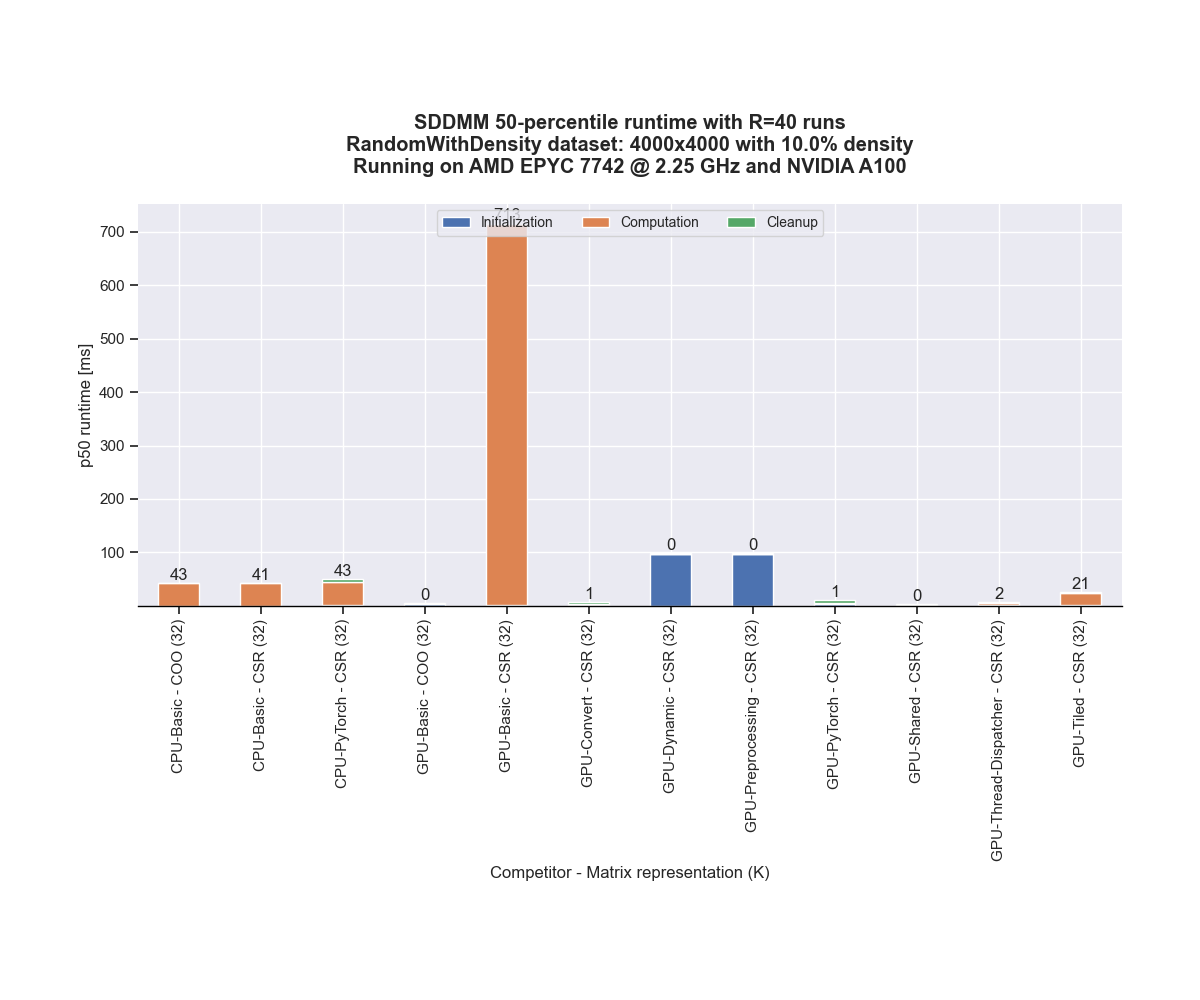 SDDMM 50-percentile runtime with R=40 runs
RandomWithDensity dataset: 4000x4000 with 10.0% density
Running on AMD EPYC 7742 @ 2.25 GHz and NVIDIA A100
713
Initialization Computation Cleanup
p50 runtime [ms]
700
600
500
400
300
200
100
43 41 43 0 1 0 0 1 0 2 21
CPU-Basic - COO (32)
CPU-Basic - CSR (32)
CPU-PyTorch - CSR (32)
GPU-Basic - COO (32)
GPU-Basic - CSR (32)
GPU-Convert - CSR (32)
GPU-Dynamic - CSR (32)
GPU-Preprocessing - CSR (32)
GPU-PyTorch - CSR (32)
GPU-Shared - CSR (32)
GPU-Thread-Dispatcher - CSR (32)
GPU-Tiled - CSR (32)
Competitor - Matrix representation (K)